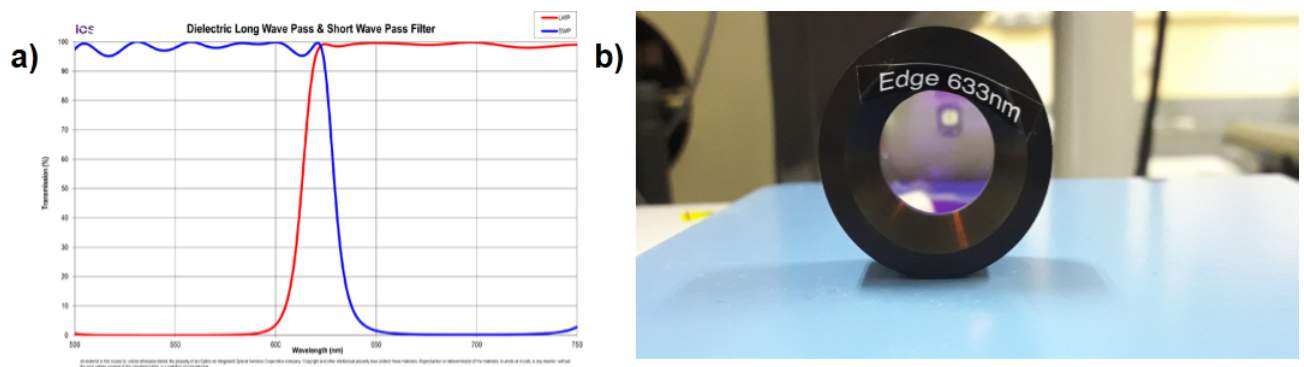 a)
ios
Dielectric Long Wave Pass & Short Wave Pass Filter
LWP
SWP
100
90
80
70
60
50
40
30
20
10
0
Transmission (%)
500 550 600 650 700 750
Wavelength (nm)
b)
Edge 633nm